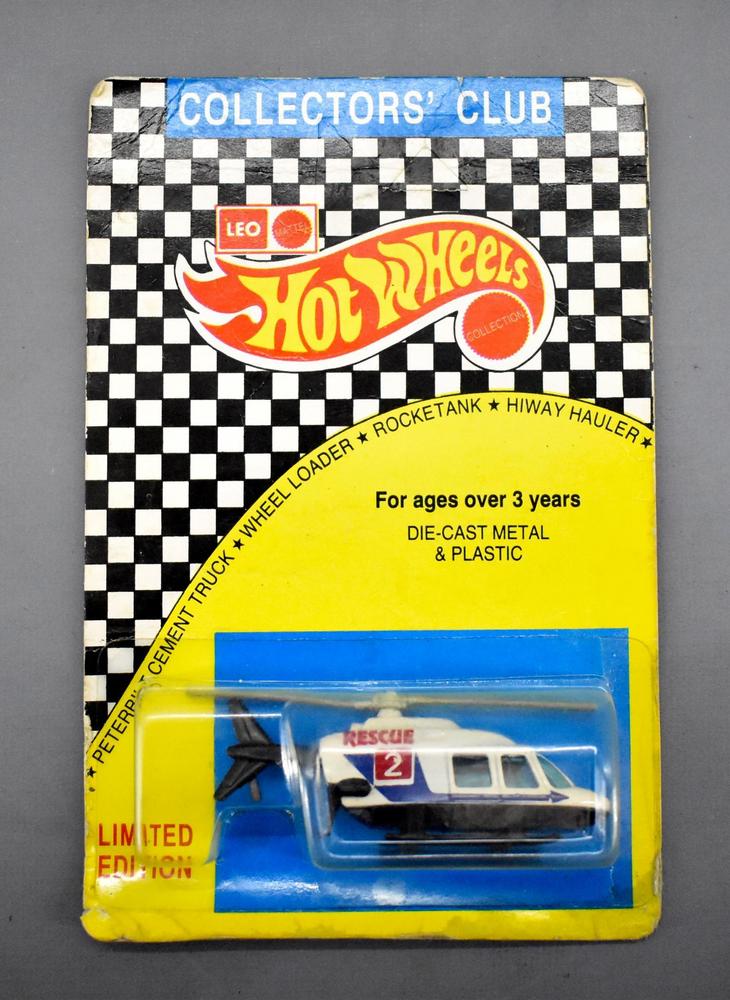 COLLECTORS' CLUB
LEO
MATTEL
HOT WHEELS
COLLECTION
★ CEMENT TRUCK ★ WHEEL LOADER ★ ROCKETANK ★ HIWAY HAULER ★
For ages over 3 years
DIE-CAST METAL
& PLASTIC
RESCUE
2
LIMITED
EDITION